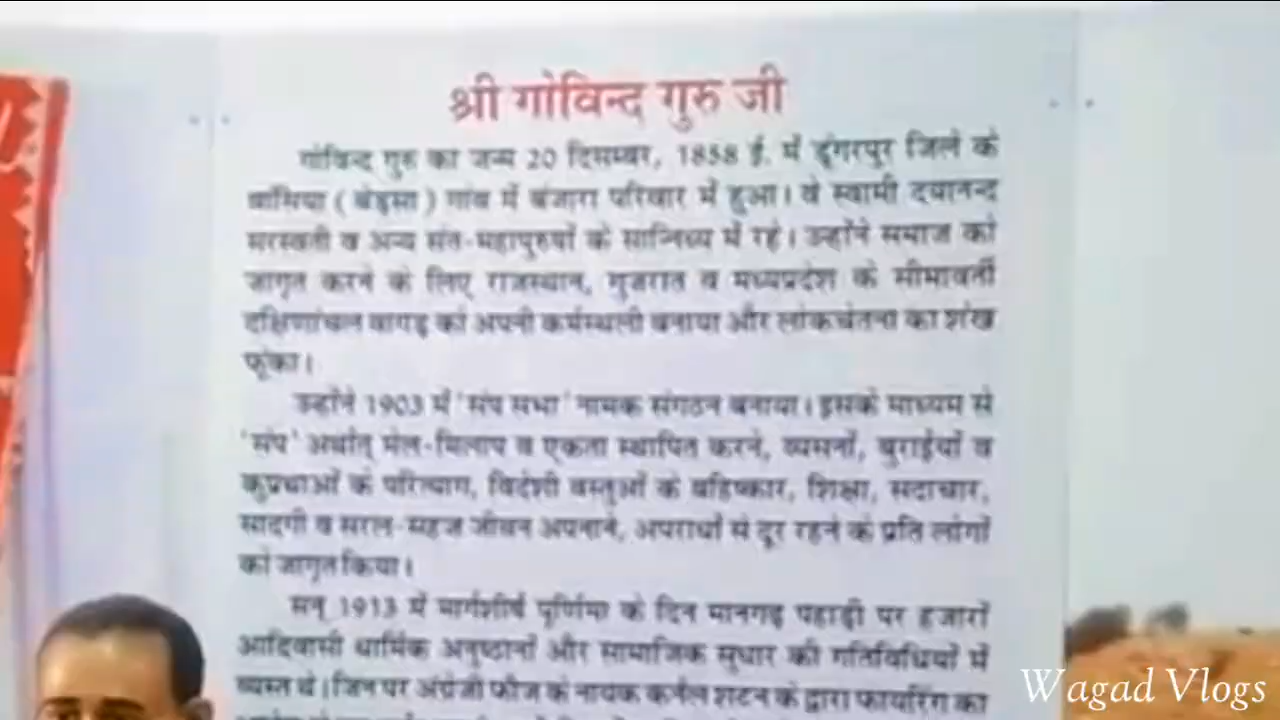 श्री गोविन्द गुरु जी
गोविन्द गुरु का जन्म 20 दिसम्बर, 1858 ई. में डूंगरपुर जिले के
बांसिया ( बेड़सा ) गांव में बंजारा परिवार में हुआ। वे स्वामी दयानन्द
सरस्वती व अन्य संत-महापुरुषों के सान्निध्य में रहे। उन्होंने समाज को
जागृत करने के लिए राजस्थान, गुजरात व मध्यप्रदेश के सीमावर्ती
दक्षिणांचल वागड़ को अपनी कर्मस्थली बनाया और लोकचेतना का शंख
फूंका।
उन्होंने 1903 में 'संप सभा' नामक संगठन बनाया। इसके माध्यम से
'संप' अर्थात् मेल-मिलाप व एकता स्थापित करने, व्यसनों, बुराईयों व
कुप्रथाओं के परित्याग, विदेशी वस्तुओं के बहिष्कार, शिक्षा, सदाचार,
सादगी व सरल-सहज जीवन अपनाने, अपराधों से दूर रहने के प्रति लोगों
को जागृत किया।
सन् 1913 में मार्गशीर्ष पूर्णिमा के दिन मानगढ़ पहाड़ी पर हजारों
आदिवासी धार्मिक अनुष्ठानों और सामाजिक सुधार की गतिविधियों में
व्यस्त थे। जिन पर अंग्रेजी फौज के नायक कर्नल शटन के द्वारा फायरिंग का
Wagad Vlogs